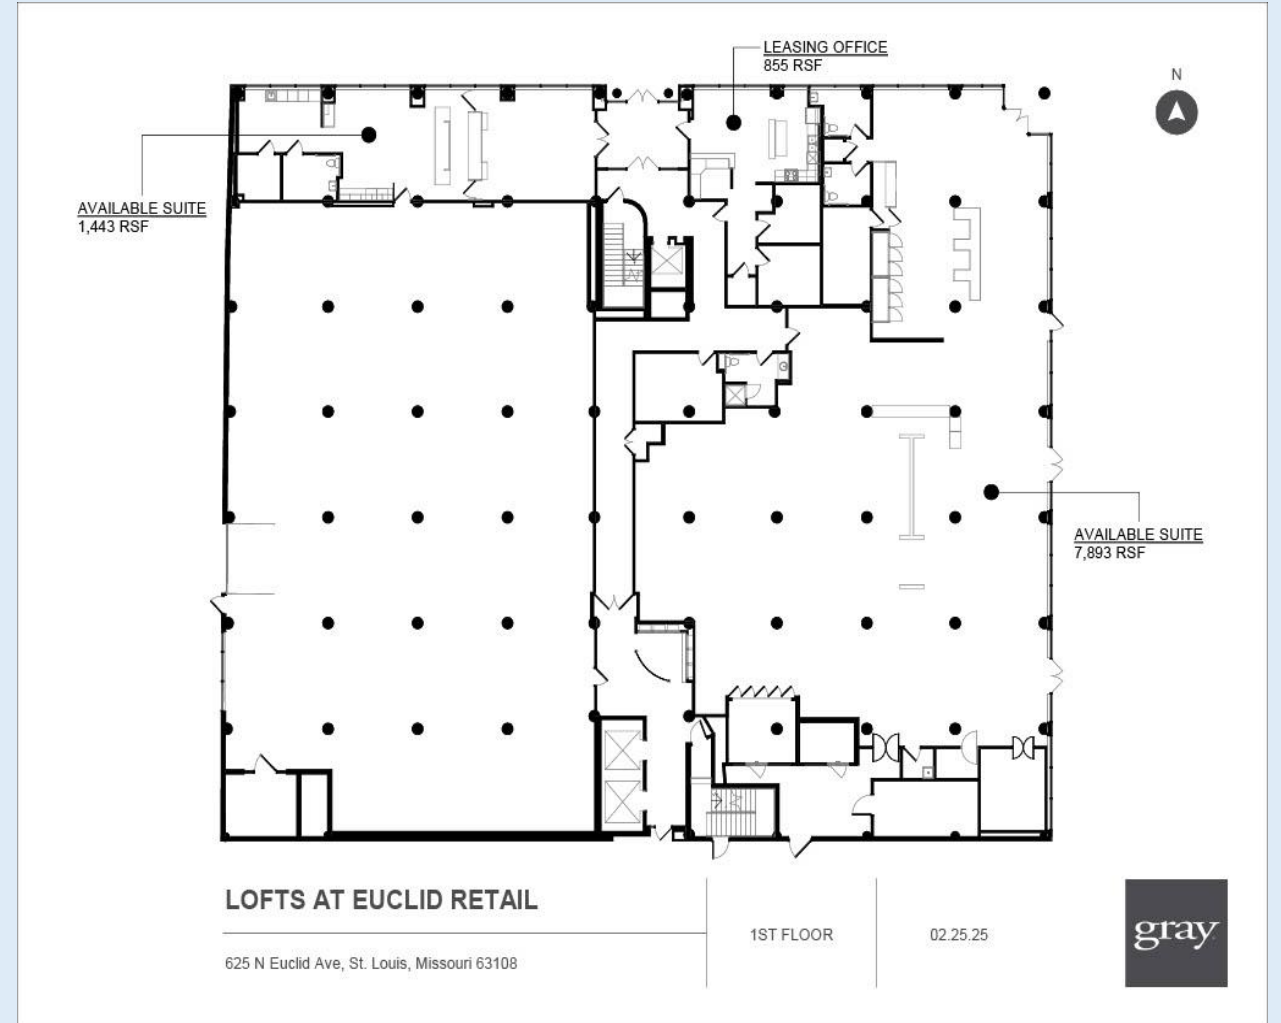 LEASING OFFICE
855 RSF
N
AVAILABLE SUITE
1,443 RSF
AVAILABLE SUITE
7,893 RSF
LOFTS AT EUCLID RETAIL
625 N Euclid Ave, St. Louis, Missouri 63108
1ST FLOOR
02.25.25
gray